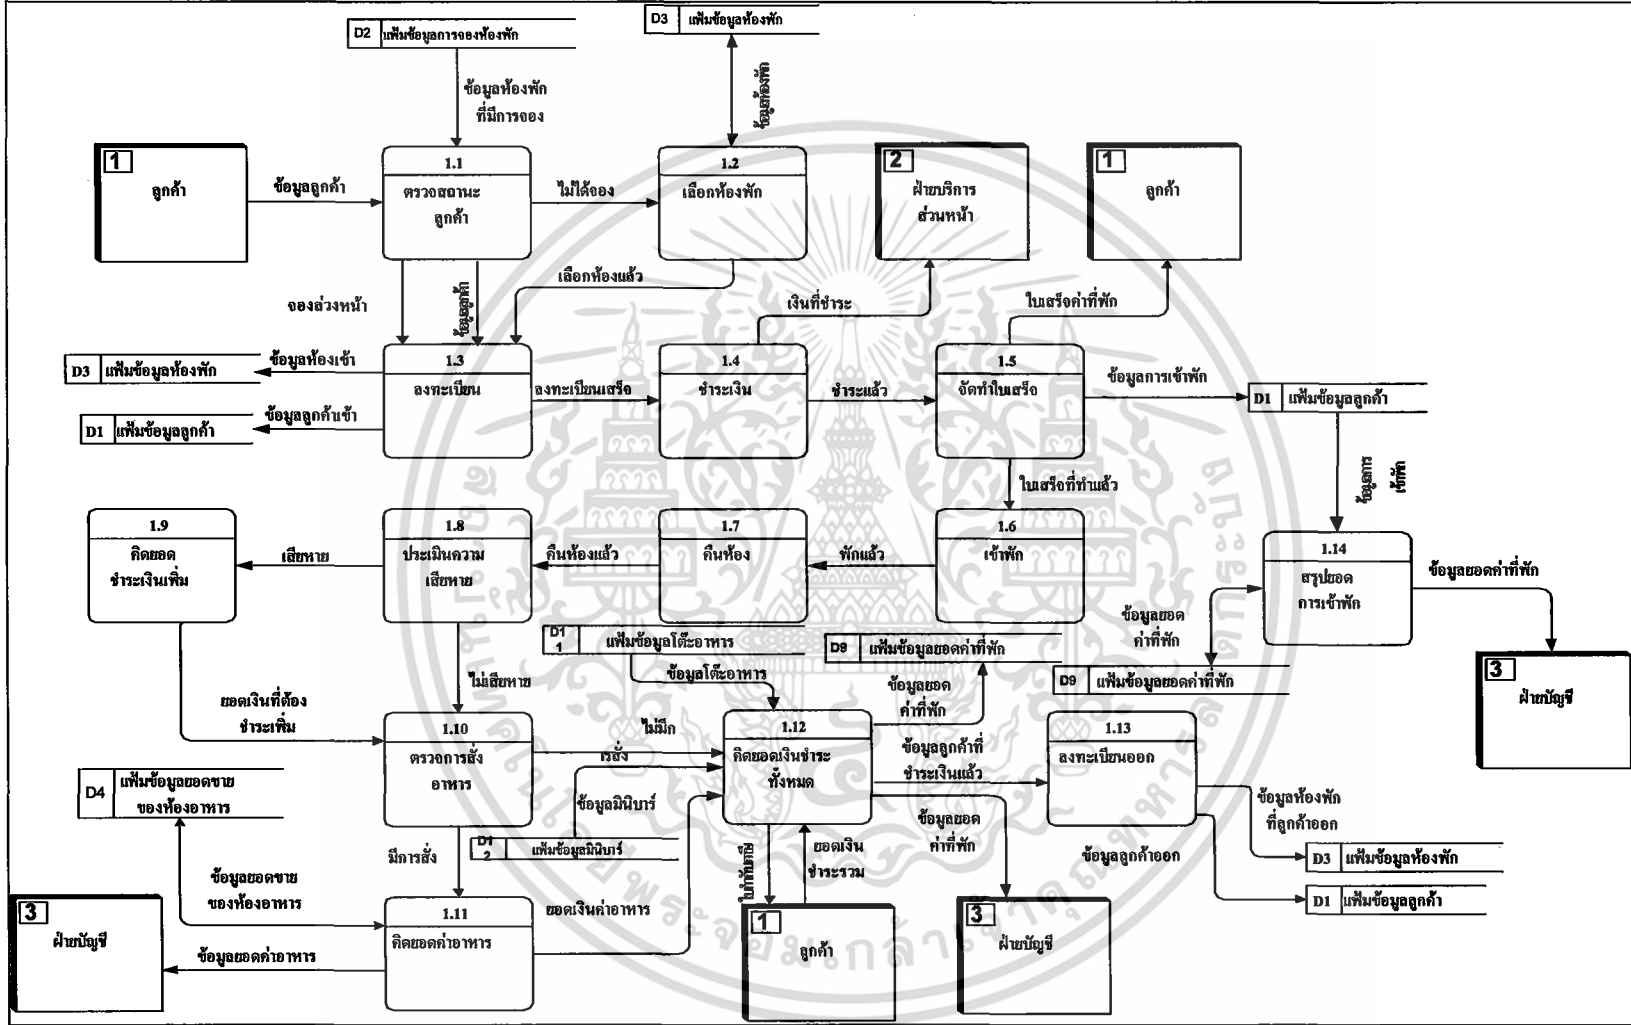 D2 แฟ้มข้อมูลการจองห้องพัก
D3 แฟ้มข้อมูลห้องพัก
ข้อมูลห้องพัก
ที่มีการจอง
ข้อมูลห้องพัก
1
ลูกค้า
ข้อมูลลูกค้า
1.1
ตรวจสถานะ
ลูกค้า
ไม่ได้จอง
1.2
เลือกห้องพัก
2
ฝ่ายบริการ
ส่วนหน้า
1
ลูกค้า
จองล่วงหน้า
ข้อมูลลูกค้า
เลือกห้องแล้ว
เงินที่ชำระ
ใบเสร็จค่าที่พัก
D3 แฟ้มข้อมูลห้องพัก
ข้อมูลห้องเข้า
D1 แฟ้มข้อมูลลูกค้า
ข้อมูลลูกค้าเข้า
1.3
ลงทะเบียน
ลงทะเบียนเสร็จ
1.4
ชำระเงิน
ชำระแล้ว
1.5
จัดทำใบเสร็จ
ข้อมูลการเข้าพัก
D1 แฟ้มข้อมูลลูกค้า
ใบเสร็จที่ทำแล้ว
ข้อมูลการ
เข้าพัก
1.9
คิดยอด
ชำระเงินเพิ่ม
เสียหาย
1.8
ประเมินความ
เสียหาย
คืนห้องแล้ว
1.7
คืนห้อง
พักแล้ว
1.6
เข้าพัก
1.14
สรุปยอด
การเข้าพัก
ข้อมูลยอดค่าที่พัก
ข้อมูลยอด
ค่าที่พัก
D11 แฟ้มข้อมูลโต๊ะอาหาร
D9 แฟ้มข้อมูลยอดค่าที่พัก
D9 แฟ้มข้อมูลยอดค่าที่พัก
3
ฝ่ายบัญชี
ไม่เสียหาย
ข้อมูลโต๊ะอาหาร
ข้อมูลยอด
ค่าที่พัก
ยอดเงินที่ต้อง
ชำระเพิ่ม
1.10
ตรวจการสั่ง
อาหาร
ไม่มีก
เรสั่ง
1.12
คิดยอดเงินชำระ
ทั้งหมด
ข้อมูลลูกค้าที่
ชำระเงินแล้ว
1.13
ลงทะเบียนออก
D4 แฟ้มข้อมูลยอดขาย
ของห้องอาหาร
ข้อมูลมินิบาร์
D12 แฟ้มข้อมูลมินิบาร์
มีการสั่ง
ข้อมูลยอด
ค่าที่พัก
ข้อมูลห้องพัก
ที่ลูกค้าออก
ข้อมูลลูกค้าออก
D3 แฟ้มข้อมูลห้องพัก
D1 แฟ้มข้อมูลลูกค้า
ข้อมูลยอดขาย
ของห้องอาหาร
ใบกำกับภาษี
ยอดเงิน
ชำระรวม
3
ฝ่ายบัญชี
ข้อมูลยอดค่าอาหาร
1.11
คิดยอดค่าอาหาร
ยอดเงินค่าอาหาร
1
ลูกค้า
3
ฝ่ายบัญชี